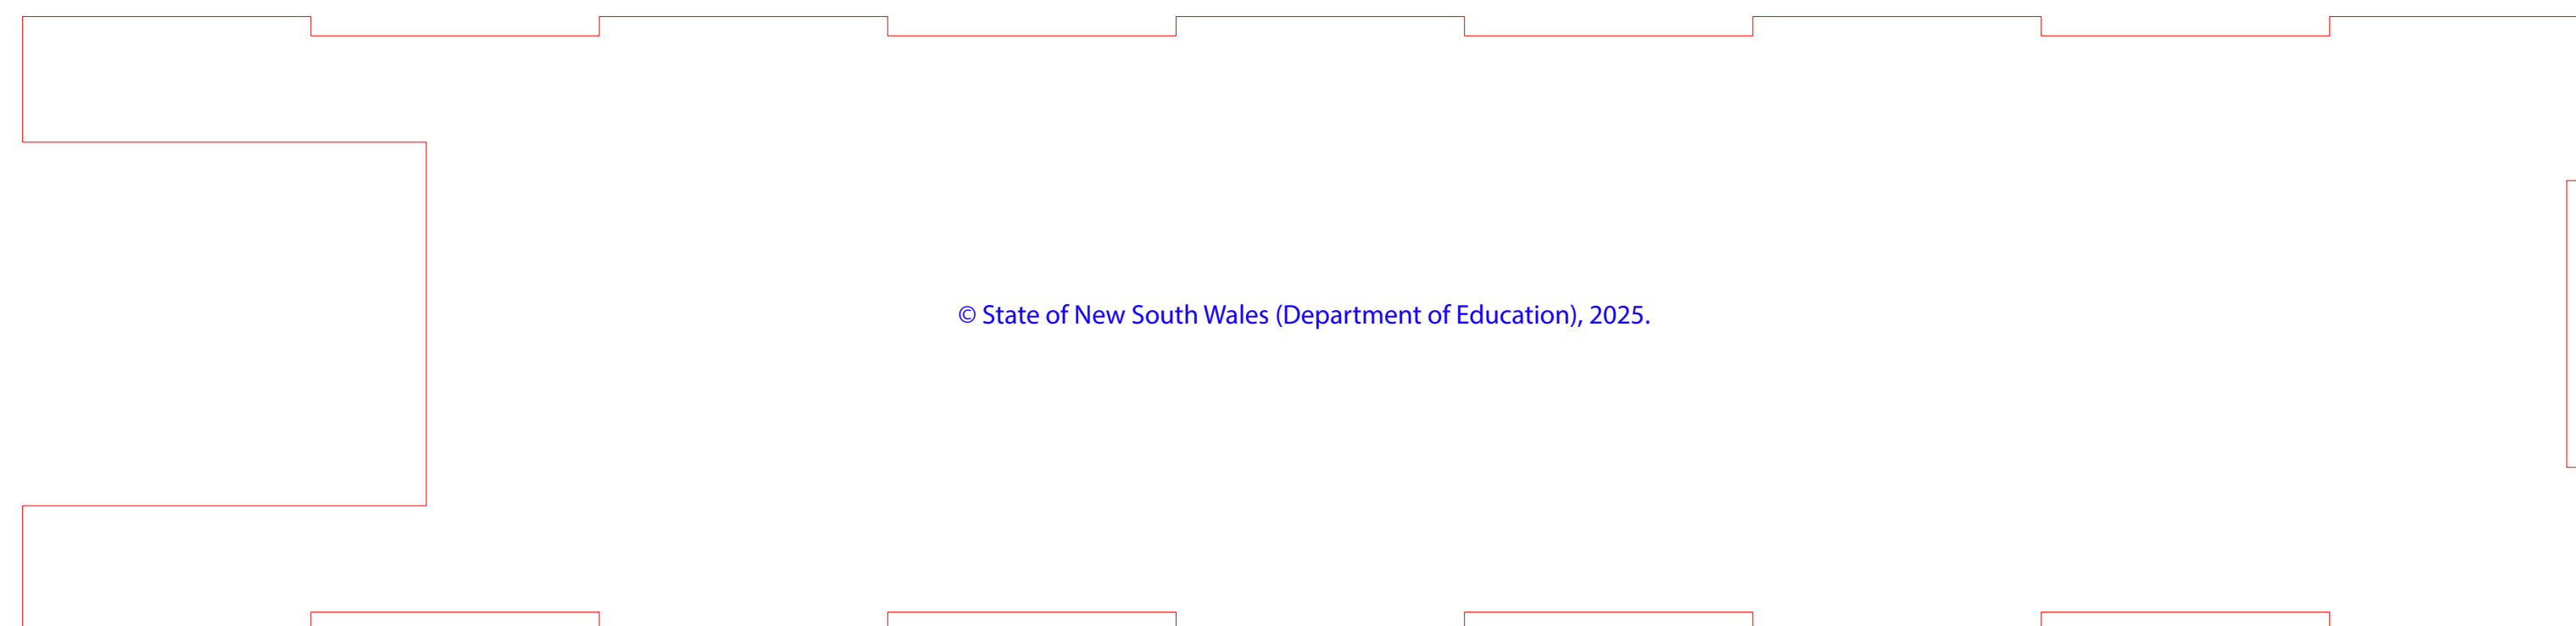 © State of New South Wales (Department of Education), 2025.